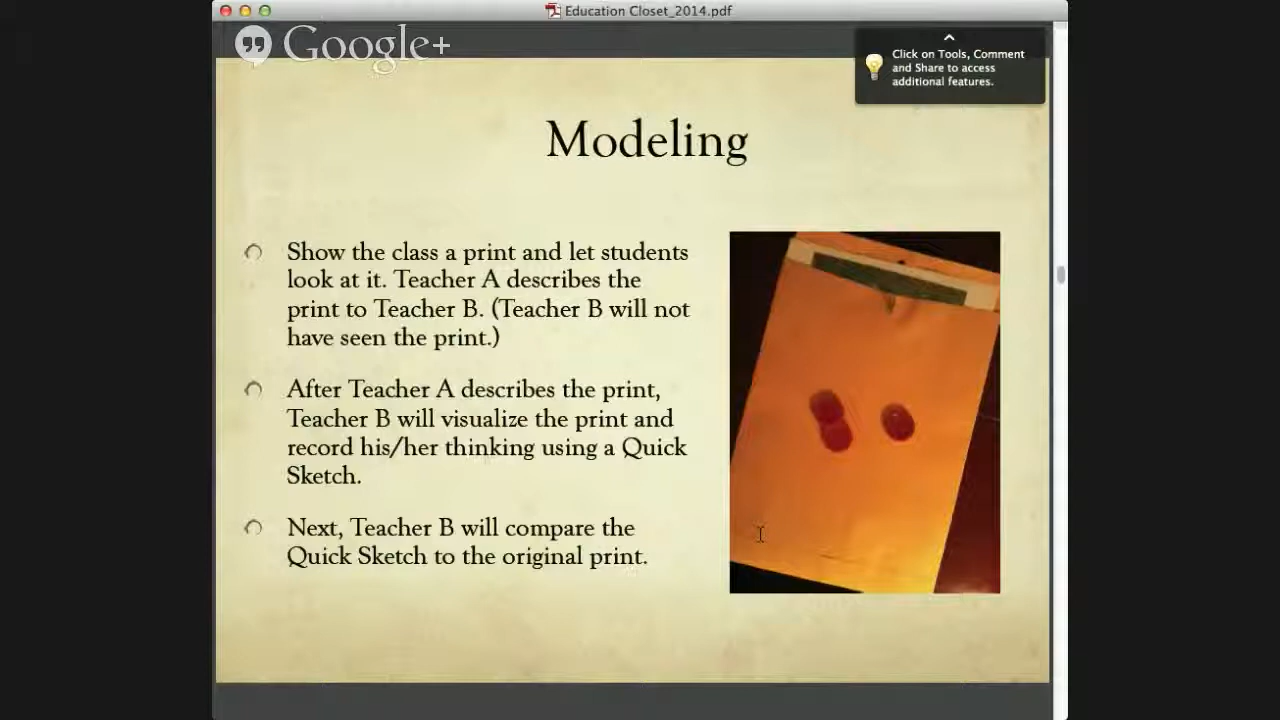 Education Closet_2014.pdf
Google+
Click on Tools, Comment
and Share to access
additional features.
Modeling
Show the class a print and let students
look at it. Teacher A describes the
print to Teacher B. (Teacher B will not
have seen the print.)
After Teacher A describes the print,
Teacher B will visualize the print and
record his/her thinking using a Quick
Sketch.
Next, Teacher B will compare the
Quick Sketch to the original print.